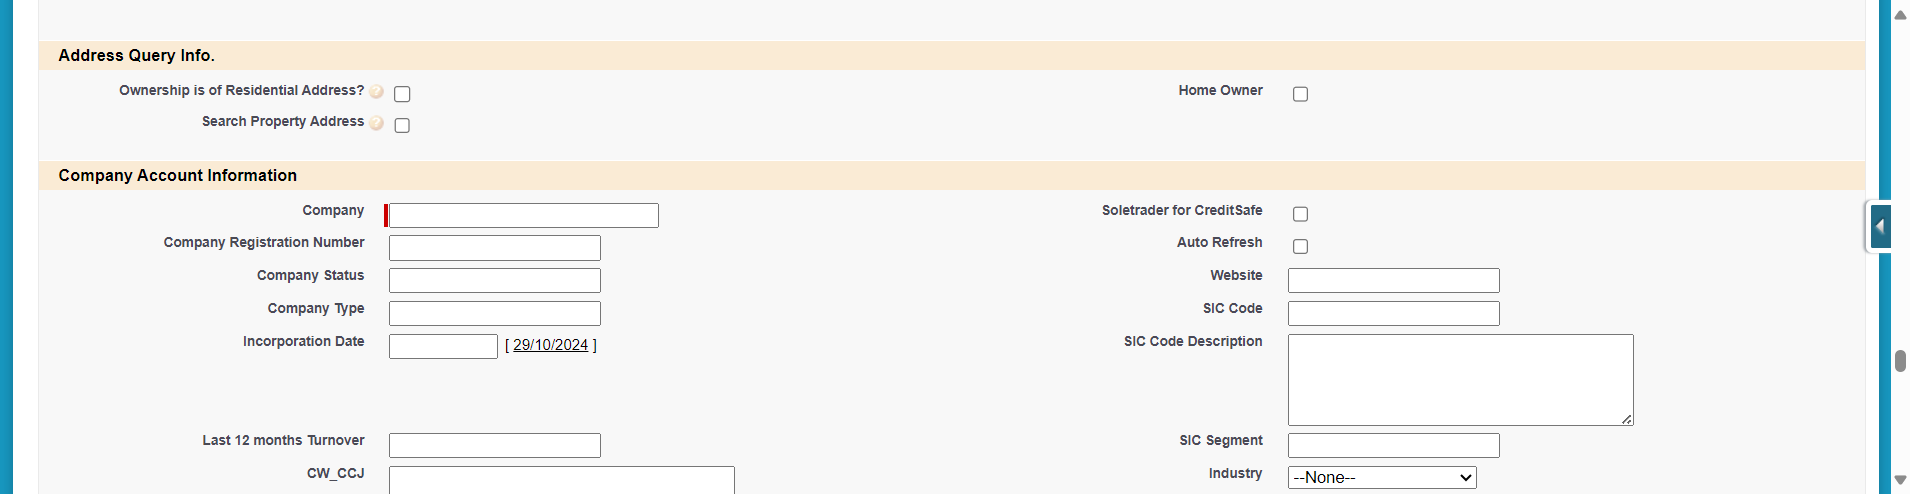 Address Query Info.
Ownership is of Residential Address? ?
Home Owner
Search Property Address ?
Company Account Information
Company
Soletrader for CreditSafe
Company Registration Number
Auto Refresh
Company Status
Website
Company Type
SIC Code
Incorporation Date [ 29/10/2024 ]
SIC Code Description
Last 12 months Turnover
SIC Segment
CW_CCJ
Industry --None--